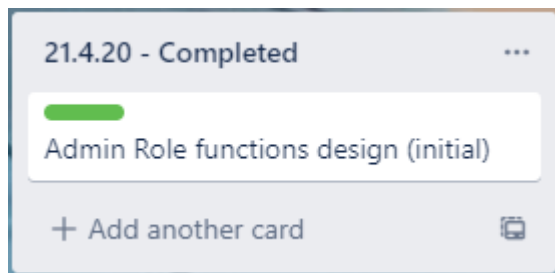 21.4.20 - Completed
Admin Role functions design (initial)
+ Add another card